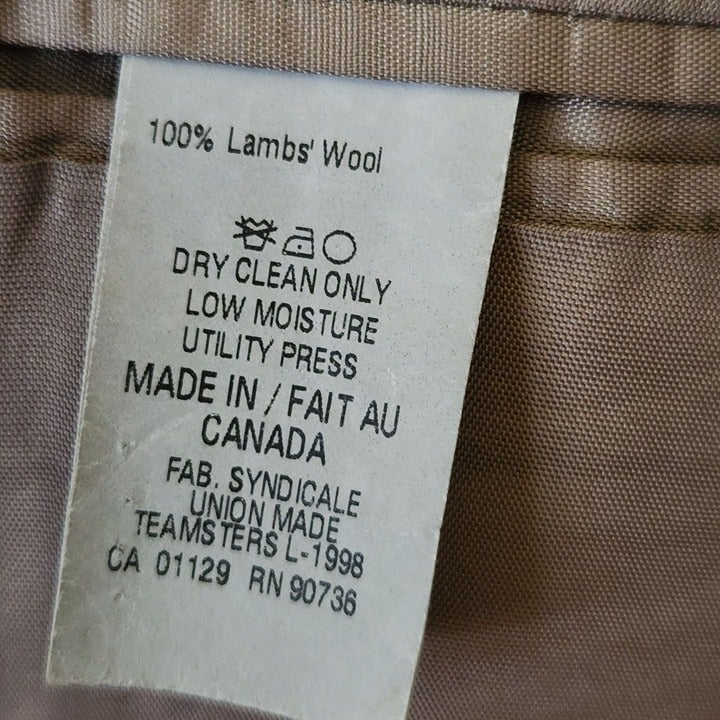 100% Lambs' Wool
DRY CLEAN ONLY
LOW MOISTURE
UTILITY PRESS
MADE IN / FAIT AU
CANADA
FAB. SYNDICALE
UNION MADE
TEAMSTERS L-1998
CA 01129 RN 90736